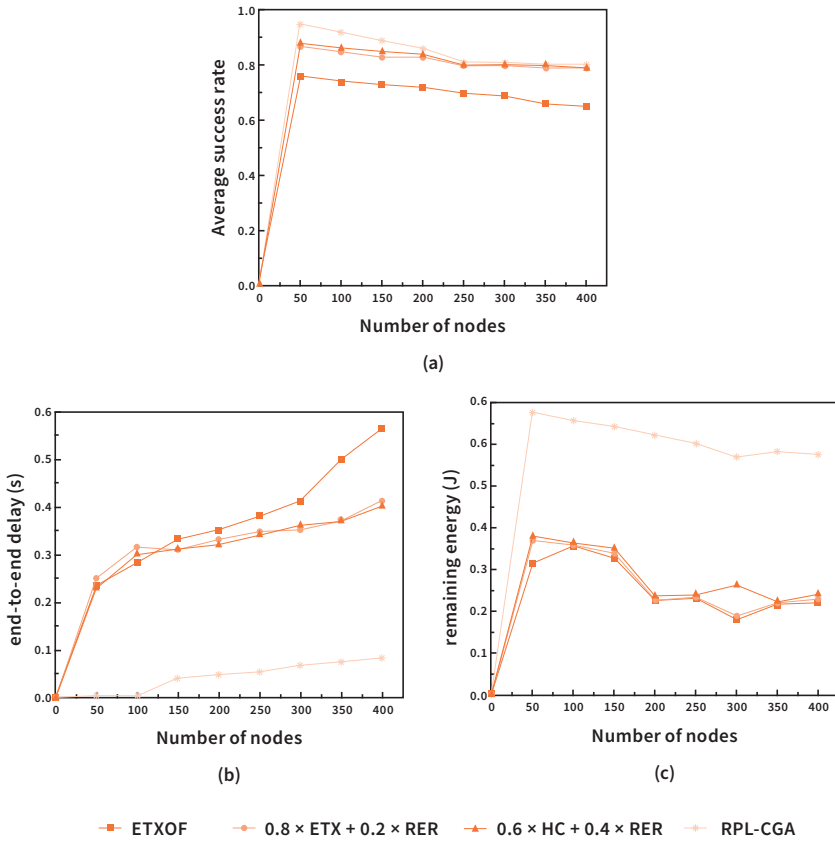 Average success rate
1.0
0.8
0.6
0.4
0.2
0.0
0 50 100 150 200 250 300 350 400
Number of nodes
(a)
end-to-end delay (s)
0.6
0.5
0.4
0.3
0.2
0.1
0.0
0 50 100 150 200 250 300 350 400
Number of nodes
(b)
remaining energy (J)
0.6
0.6
0.5
0.4
0.3
0.2
0.1
0.0
0 50 100 150 200 250 300 350 400
Number of nodes
(c)
ETXOF 0.8 × ETX + 0.2 × RER 0.6 × HC + 0.4 × RER RPL-CGA